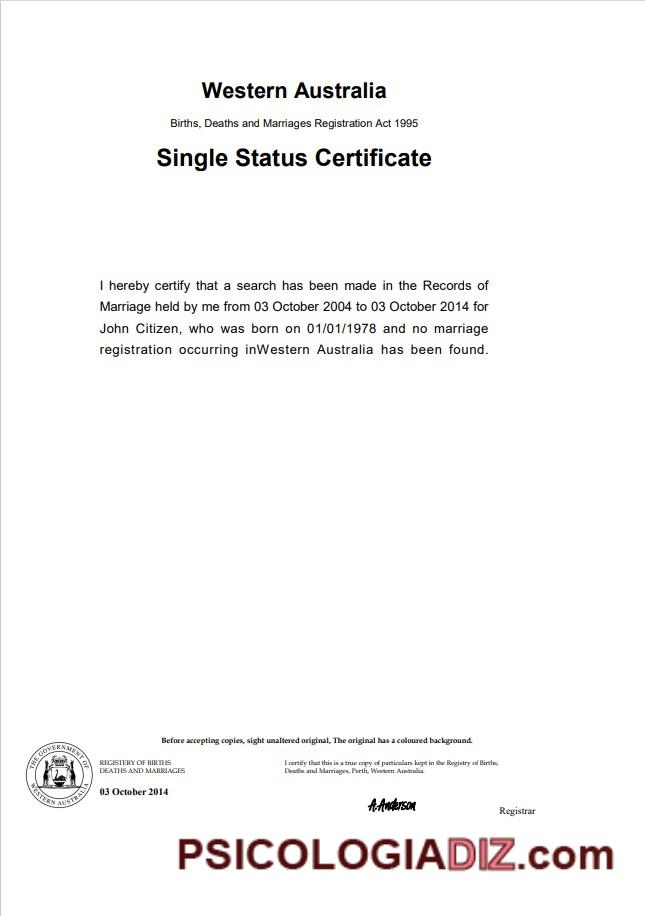 Western Australia
Births, Deaths and Marriages Registration Act 1995
Single Status Certificate
I hereby certify that a search has been made in the Records of
Marriage held by me from 03 October 2004 to 03 October 2014 for
John Citizen, who was born on 01/01/1978 and no marriage
registration occurring inWestern Australia has been found.
Before accepting copies, sight unaltered original, The original has a coloured background.
THE GOVERNMENT OF
WESTERN AUSTRALIA
REGISTERY OF BIRTHS
DEATHS AND MARRIAGES
03 October 2014
I certify that this is a true copy of particulars kept in the Registry of Births,
Deaths and Marriages, Perth, Western Australia.
A.Anderson
Registrar
PSICOLOGIADIZ.com